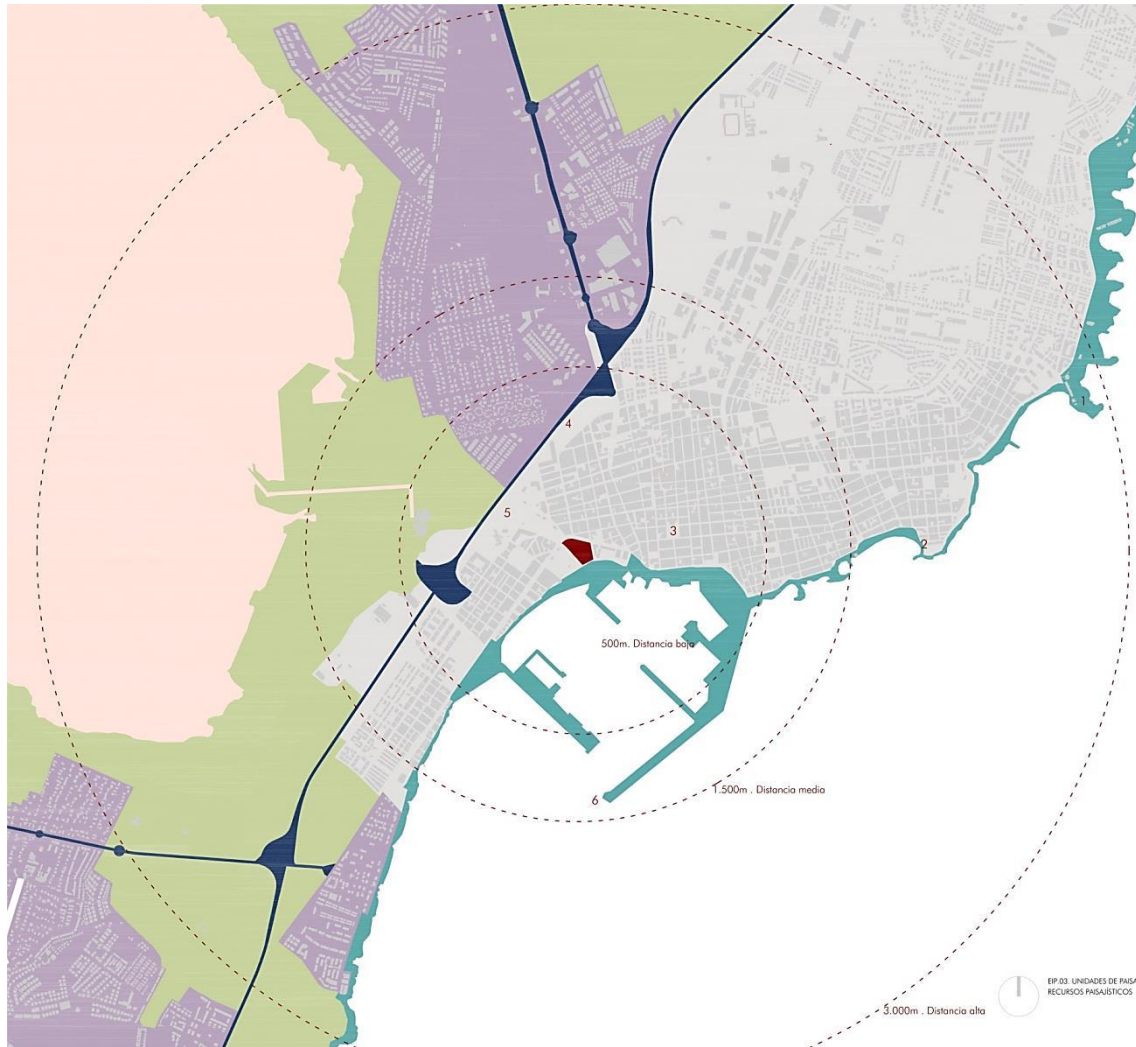 1
4
5
3
2
500m. Distancia baja
1.500m . Distancia media
6
EIP.03. UNIDADES DE PAISA
RECURSOS PAISAJÍSTICOS
3.000m . Distancia alta